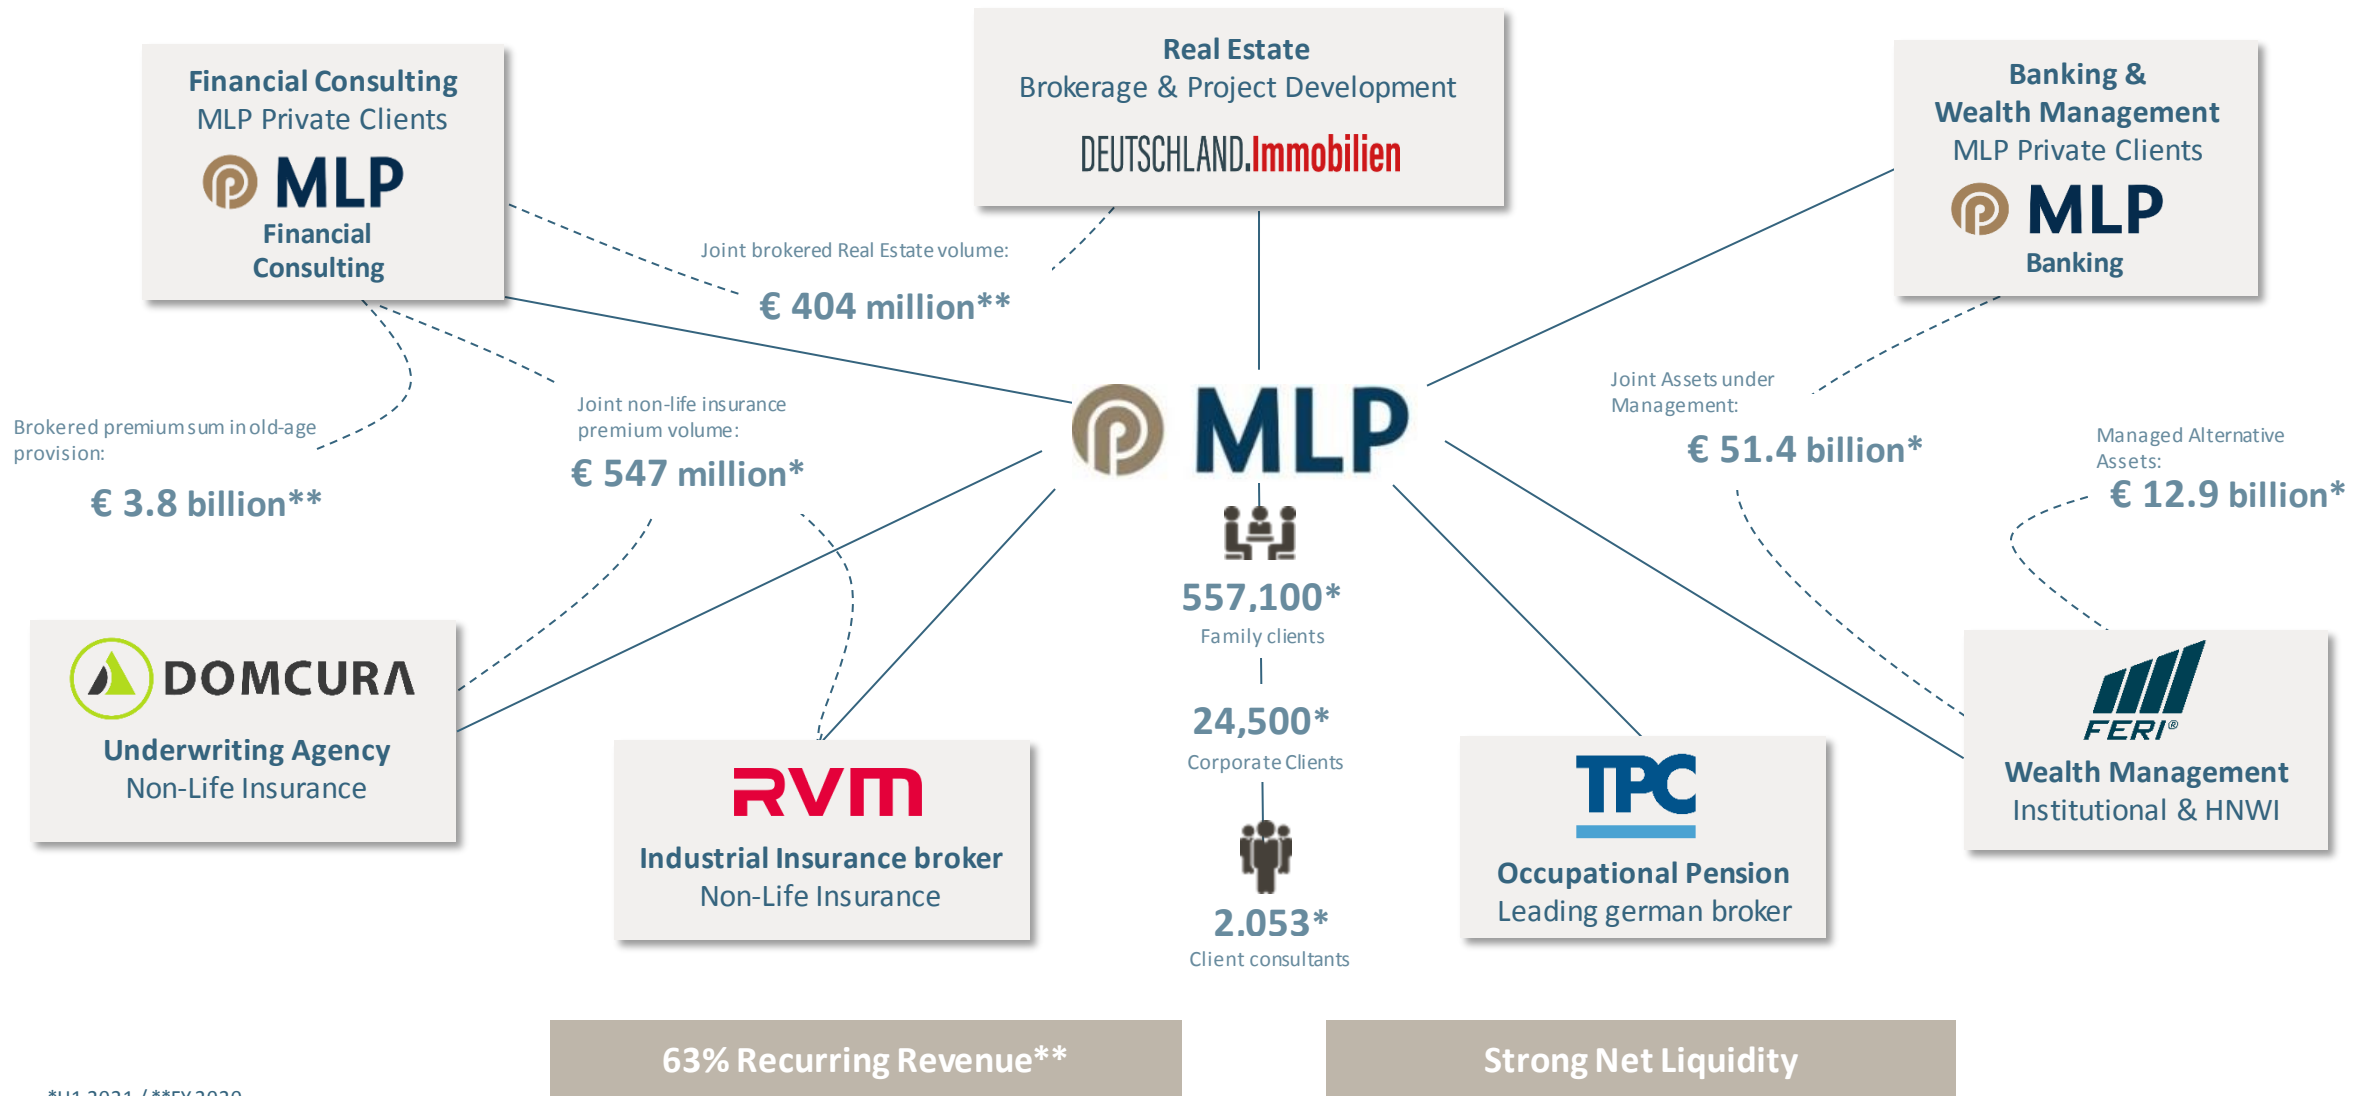 Financial Consulting
MLP Private Clients
MLP
Financial
Consulting
Real Estate
Brokerage & Project Development
DEUTSCHLAND.Immobilien
Banking &
Wealth Management
MLP Private Clients
MLP
Banking
Joint brokered Real Estate volume:
€ 404 million**
Brokered premium sum in old-age
provision:
€ 3.8 billion**
Joint non-life insurance
premium volume:
€ 547 million*
MLP
Joint Assets under
Management:
€ 51.4 billion*
Managed Alternative
Assets:
€ 12.9 billion*
557,100*
Family clients
24,500*
Corporate Clients
2.053*
Client consultants
DOMCURA
Underwriting Agency
Non-Life Insurance
RVM
Industrial Insurance broker
Non-Life Insurance
TPC
Occupational Pension
Leading german broker
FERI®
Wealth Management
Institutional & HNWI
63% Recurring Revenue**
Strong Net Liquidity
*H1 2021 / **FY 2020